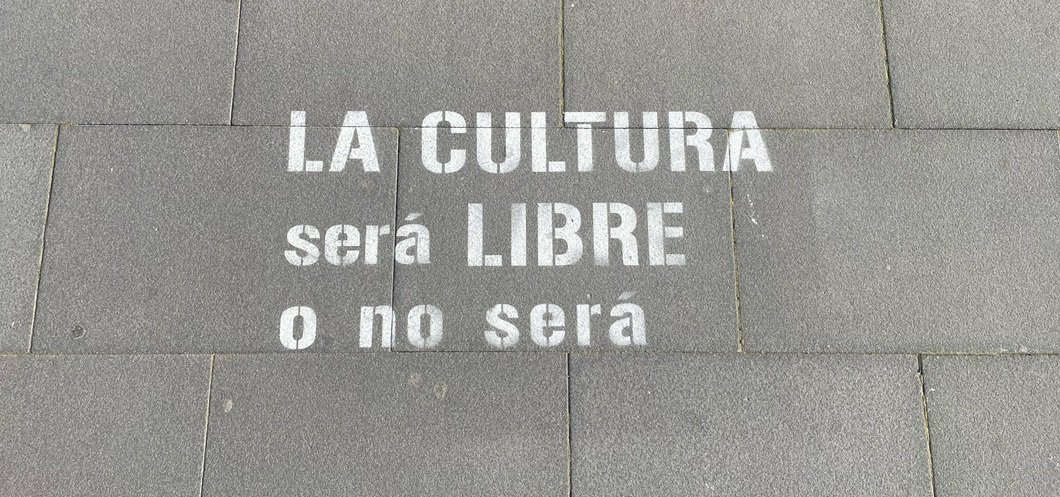 LA CULTURA
será LIBRE
o no será